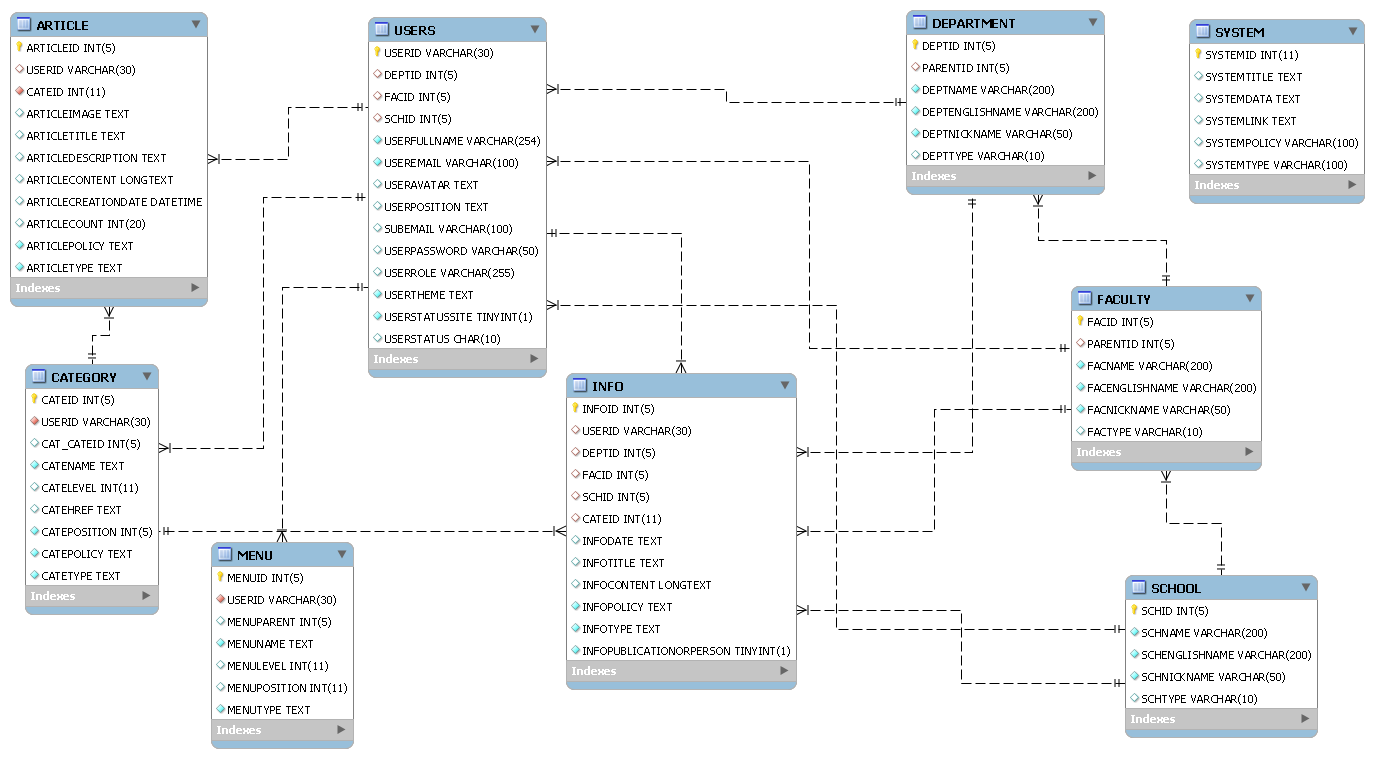 ARTICLE
ARTICLEID INT(5)
USERID VARCHAR(30)
CATEID INT(11)
ARTICLEIMAGE TEXT
ARTICLETITLE TEXT
ARTICLEDESCRIPTION TEXT
ARTICLECONTENT LONGTEXT
ARTICLECREATIONDATE DATETIME
ARTICLECOUNT INT(20)
ARTICLEPOLICY TEXT
ARTICLETYPE TEXT
Indexes
USERS
USERID VARCHAR(30)
DEPTID INT(5)
FACID INT(5)
SCHID INT(5)
USERFULLNAME VARCHAR(254)
USEREMAIL VARCHAR(100)
USERAVATAR TEXT
USERPOSITION TEXT
SUBEMAIL VARCHAR(100)
USERPASSWORD VARCHAR(50)
USERROLE VARCHAR(255)
USERTHEME TEXT
USERSTATUSSITE TINYINT(1)
USERSTATUS CHAR(10)
Indexes
DEPARTMENT
DEPTID INT(5)
PARENTID INT(5)
DEPTNAME VARCHAR(200)
DEPTENGLISHNAME VARCHAR(200)
DEPTNICKNAME VARCHAR(50)
DEPTTYPE VARCHAR(10)
Indexes
SYSTEM
SYSTEMID INT(11)
SYSTEMTITLE TEXT
SYSTEMDATA TEXT
SYSTEMLINK TEXT
SYSTEMPOLICY VARCHAR(100)
SYSTEMTYPE VARCHAR(100)
Indexes
CATEGORY
CATEID INT(5)
USERID VARCHAR(30)
CAT_CATEID INT(5)
CATENAME TEXT
CATELEVEL INT(11)
CATEHREF TEXT
CATEPOSITION INT(5)
CATEPOLICY TEXT
CATETYPE TEXT
Indexes
MENU
MENUID INT(5)
USERID VARCHAR(30)
MENUPARENT INT(5)
MENUNAME TEXT
MENULEVEL INT(11)
MENUPOSITION INT(11)
MENUTYPE TEXT
Indexes
INFO
INFOID INT(5)
USERID VARCHAR(30)
DEPTID INT(5)
FACID INT(5)
SCHID INT(5)
CATEID INT(11)
INFODATE TEXT
INFOTITLE TEXT
INFOCONTENT LONGTEXT
INFOPOLICY TEXT
INFOTYPE TEXT
INFOPUBLICATIONORPERSON TINYINT(1)
Indexes
FACULTY
FACID INT(5)
PARENTID INT(5)
FACNAME VARCHAR(200)
FACENGLISHNAME VARCHAR(200)
FACNICKNAME VARCHAR(50)
FACTYPE VARCHAR(10)
Indexes
SCHOOL
SCHID INT(5)
SCHNAME VARCHAR(200)
SCHENGLISHNAME VARCHAR(200)
SCHNICKNAME VARCHAR(50)
SCHTYPE VARCHAR(10)
Indexes